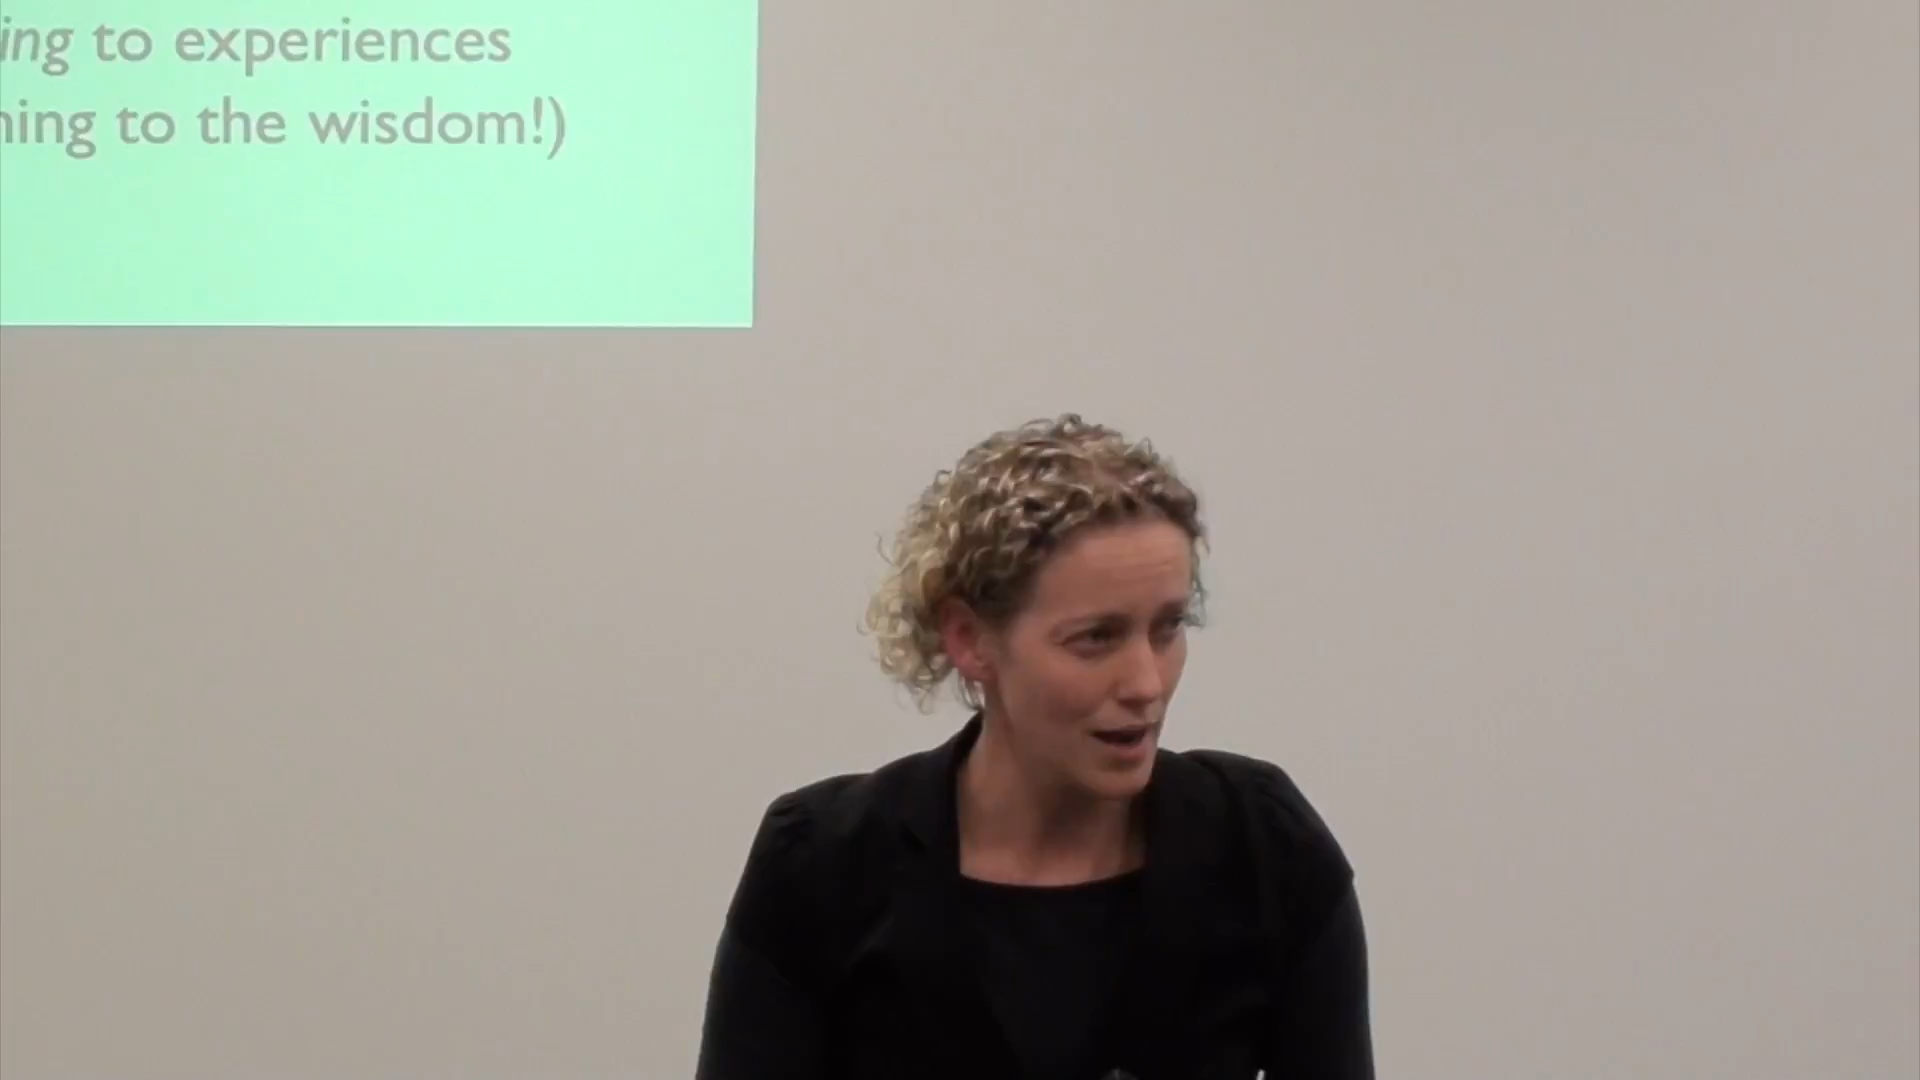 ing to experiences
ning to the wisdom!)